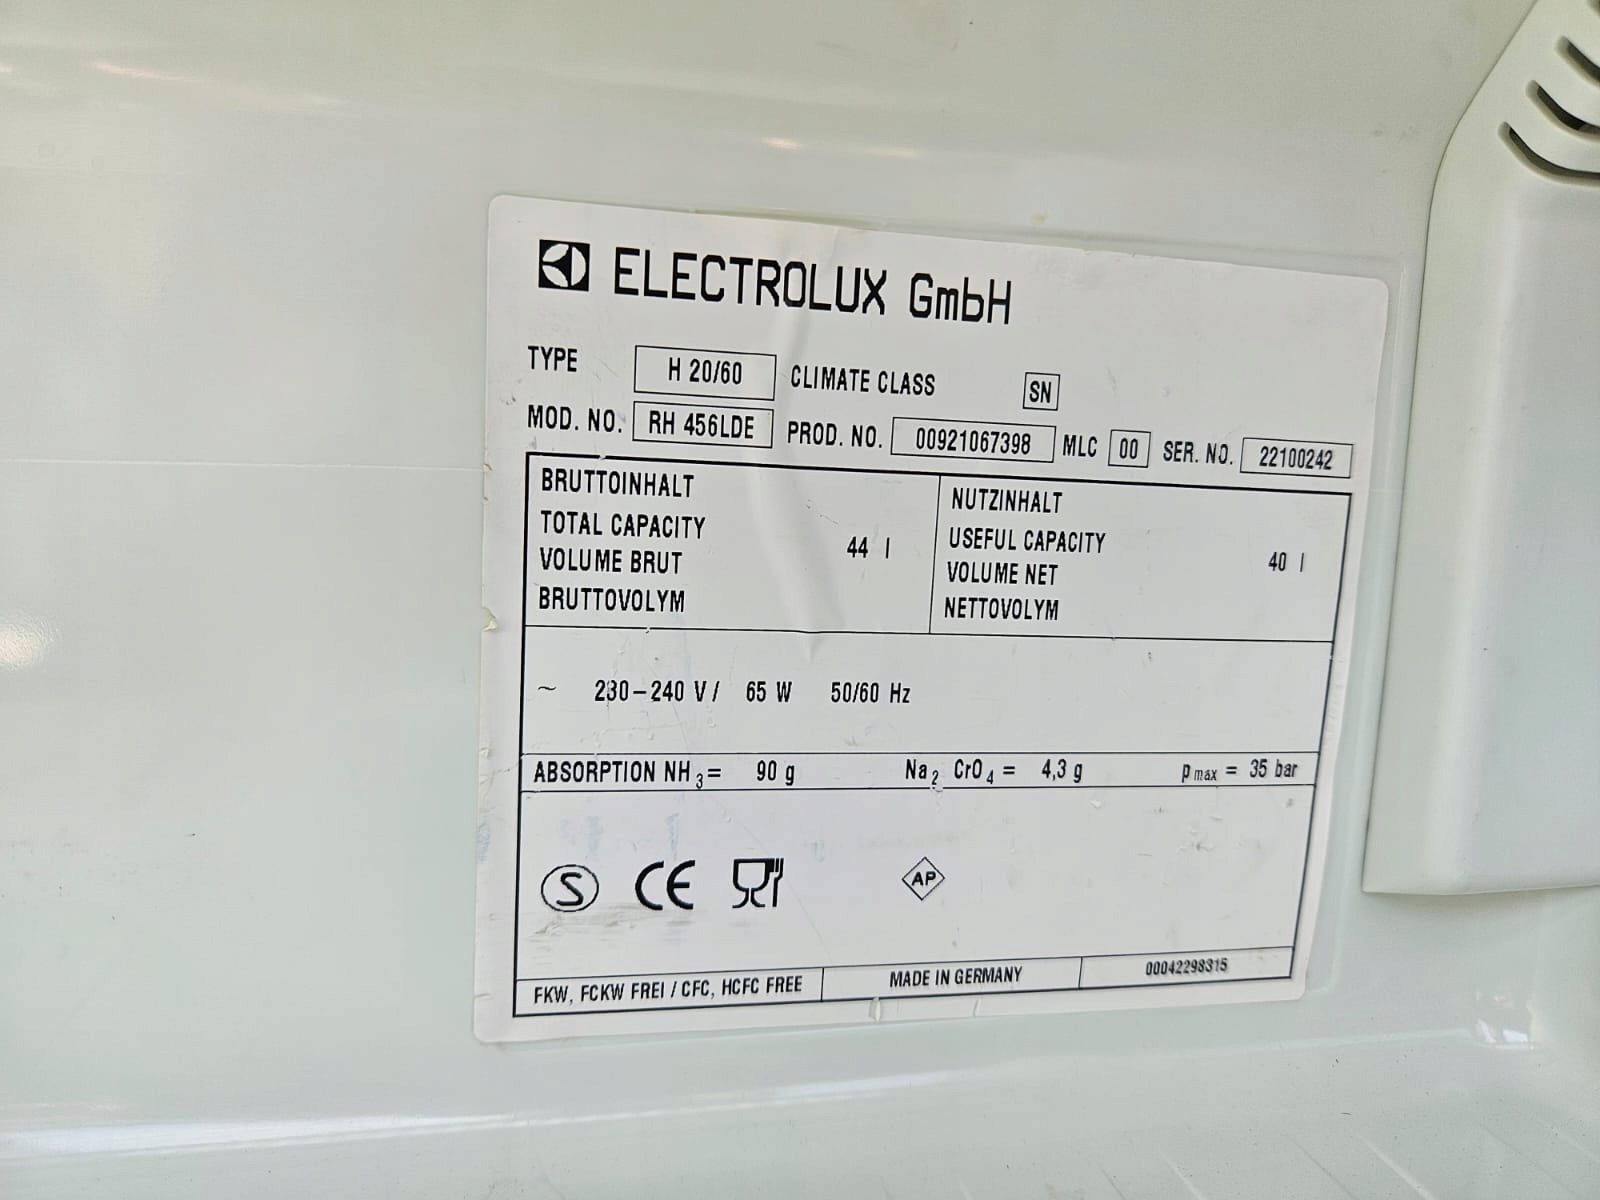 ELECTROLUX GmbH
TYPE H 20/60 CLIMATE CLASS SN
MOD. NO. RH 456LDE PROD. NO. 00921067398 MLC 00 SER. NO. 22100242
BRUTTOINHALT
TOTAL CAPACITY
VOLUME BRUT
BRUTTOVOLYM
44 l
NUTZINHALT
USEFUL CAPACITY
VOLUME NET
NETTOVOLYM
40 l
~ 230–240 V/ 65 W 50/60 Hz
ABSORPTION NH₃= 90 g Na₂ CrO₄ = 4,3 g pmax = 35 bar
S CE AP
FKW, FCKW FREI / CFC, HCFC FREE MADE IN GERMANY 00042298315